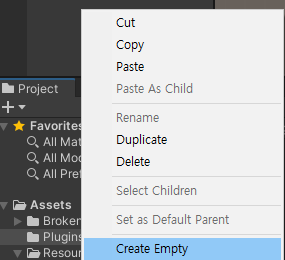 Cut
Copy
Paste
Paste As Child
Rename
Duplicate
Delete
Select Children
Set as Default Parent
Create Empty
Project
Favorites
All Mat
All Mod
All Pref
Assets
Broken
Plugins
Resour